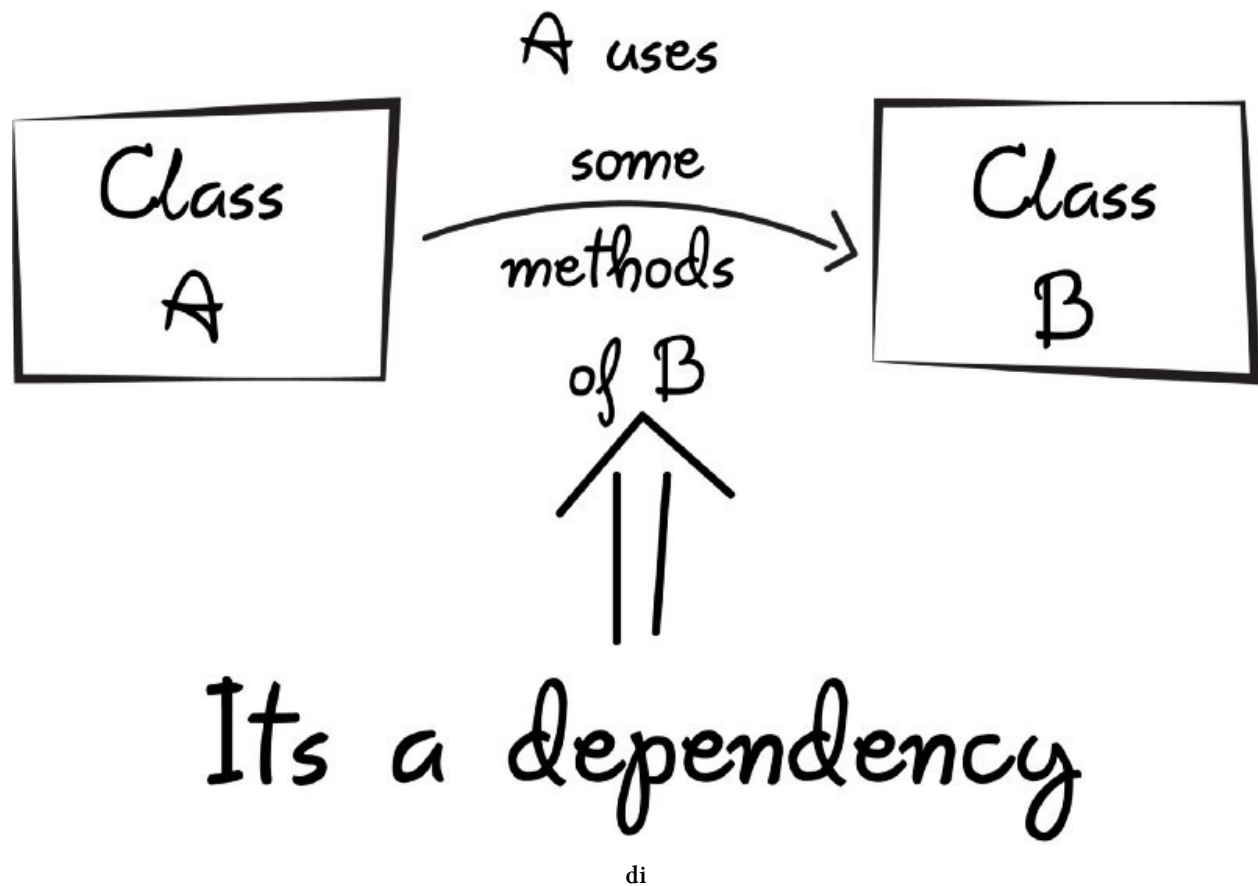 A uses
some
methods
of B
Class
A
Class
B
Its a dependency
di